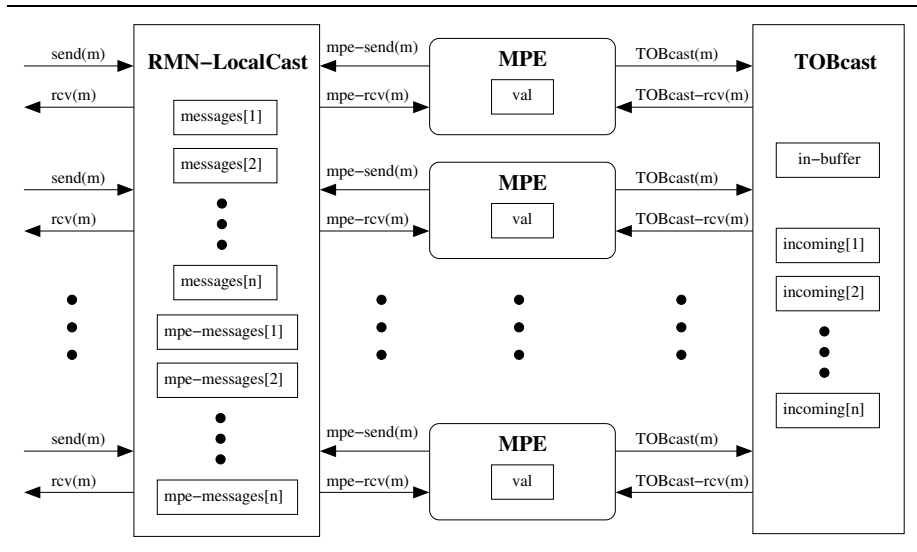 send(m)
rcv(m)
RMN−LocalCast
mpe−send(m)
mpe−rcv(m)
MPE
val
TOBcast(m)
TOBcast−rcv(m)
TOBcast
messages[1]
messages[2]
in−buffer
send(m)
rcv(m)
mpe−send(m)
mpe−rcv(m)
MPE
val
TOBcast(m)
TOBcast−rcv(m)
incoming[1]
messages[n]
incoming[2]
mpe−messages[1]
mpe−messages[2]
incoming[n]
send(m)
rcv(m)
mpe−send(m)
mpe−rcv(m)
MPE
val
TOBcast(m)
TOBcast−rcv(m)
mpe−messages[n]